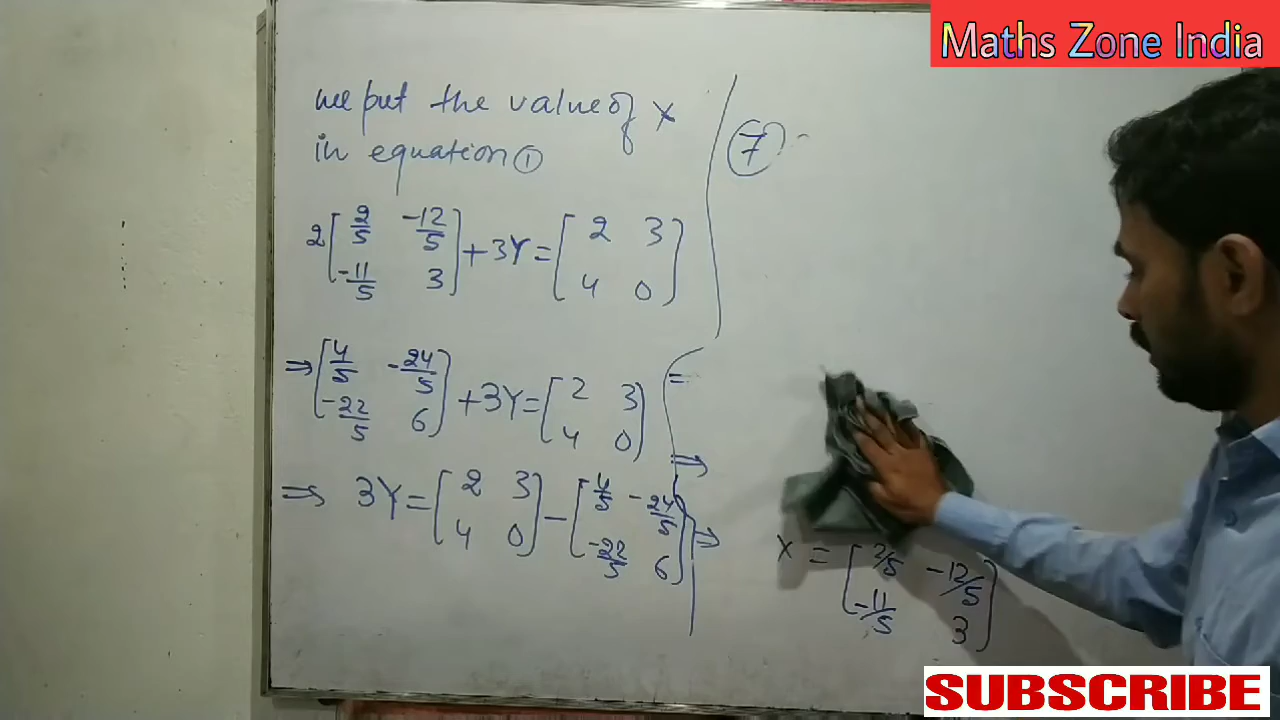 Maths Zone India
we put the value of X
in equation ①
2 [ 2/5 -12/5 ] + 3Y = [ 2 3 ]
[ -11/5 3 ] [ 4 0 ]
⇒ [ 4/5 -24/5 ] + 3Y = [ 2 3 ]
[ -22/5 6 ] [ 4 0 ]
⇒ 3Y = [ 2 3 ] - [ 4/5 -24/5 ]
[ 4 0 ] [ -22/5 6 ]
⑦
=
⇒
⇒
X = [ 2/5 -12/5 ]
[ -11/5 3 ]
SUBSCRIBE